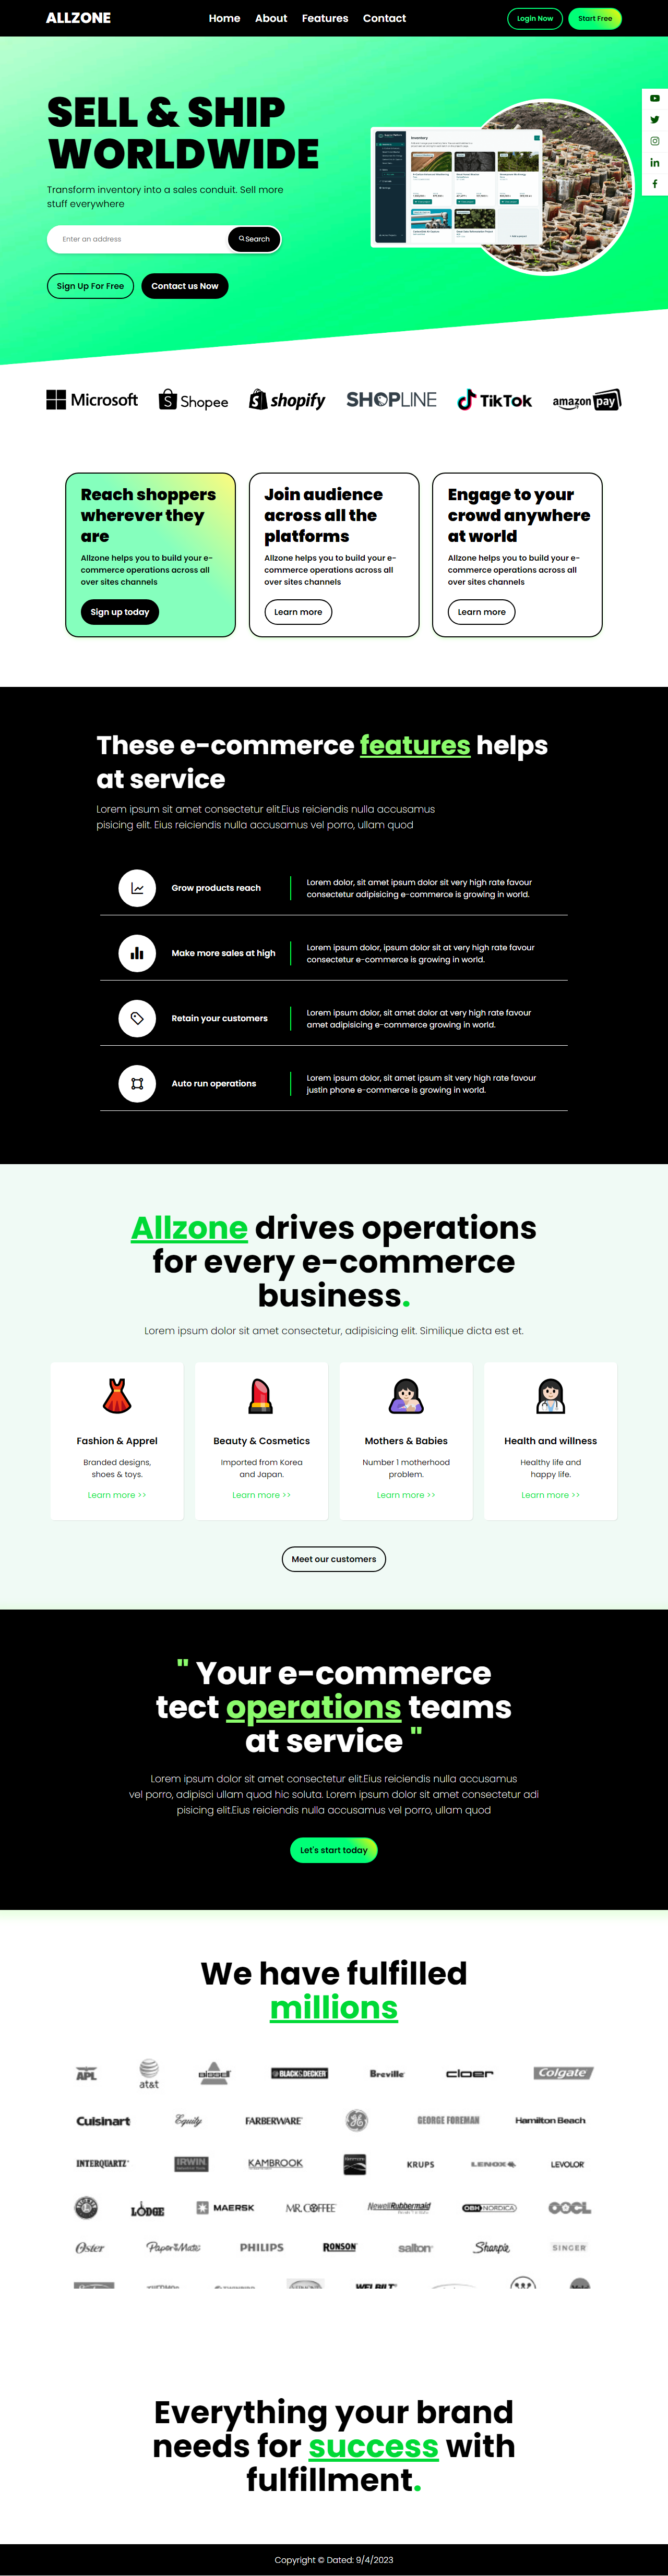 ALLZONE
Home About Features Contact
Login Now Start Free
SELL & SHIP
WORLDWIDE
Transform inventory into a sales conduit. Sell more
stuff everywhere
Enter an address
Search
Sign Up For Free Contact us Now
Inventory
Microsoft Shopee shopify SHOPLINE TikTok amazon pay
Reach shoppers
wherever they
are
Allzone helps you to build your e-
commerce operations across all
over sites channels
Sign up today
Join audience
across all the
platforms
Allzone helps you to build your e-
commerce operations across all
over sites channels
Learn more
Engage to your
crowd anywhere
at world
Allzone helps you to build your e-
commerce operations across all
over sites channels
Learn more
These e-commerce features helps
at service
Lorem ipsum sit amet consectetur elit.Eius reiciendis nulla accusamus
pisicing elit. Eius reiciendis nulla accusamus vel porro, ullam quod
Grow products reach
Lorem dolor, sit amet ipsum dolor sit very high rate favour
consectetur adipisicing e-commerce is growing in world.
Make more sales at high
Lorem ipsum dolor, ipsum dolor sit at very high rate favour
consectetur e-commerce is growing in world.
Retain your customers
Lorem ipsum dolor, sit amet dolor at very high rate favour
amet adipisicing e-commerce growing in world.
Auto run operations
Lorem ipsum dolor, sit amet ipsum sit very high rate favour
justin phone e-commerce is growing in world.
Allzone drives operations
for every e-commerce
business.
Lorem ipsum dolor sit amet consectetur, adipisicing elit. Similique dicta est et.
Fashion & Apprel
Branded designs,
shoes & toys.
Learn more >>
Beauty & Cosmetics
Imported from Korea
and Japan.
Learn more >>
Mothers & Babies
Number 1 motherhood
problem.
Learn more >>
Health and willness
Healthy life and
happy life.
Learn more >>
Meet our customers
" Your e-commerce
tect operations teams
at service "
Lorem ipsum dolor sit amet consectetur elit.Eius reiciendis nulla accusamus
vel porro, adipisci ullam quod hic soluta. Lorem ipsum dolor sit amet consectetur adi
pisicing elit.Eius reiciendis nulla accusamus vel porro, ullam quod
Let's start today
We have fulfilled
millions
APL at&t BISSELL BLACK&DECKER Breville cloer Colgate
Cuisinart Equity FARBERWARE GE GEORGE FOREMAN Hamilton Beach
INTERQUARTZ IRWIN KAMBROOK KRUPS LENOX LEVOLOR
LODGE MAERSK MR. COFFEE Newell Rubbermaid OBH NORDICA OOCL
Oster Paper Mate PHILIPS RONSON salton Sharpie SINGER
WELBILT
Everything your brand
needs for success with
fulfillment.
Copyright © Dated: 9/4/2023